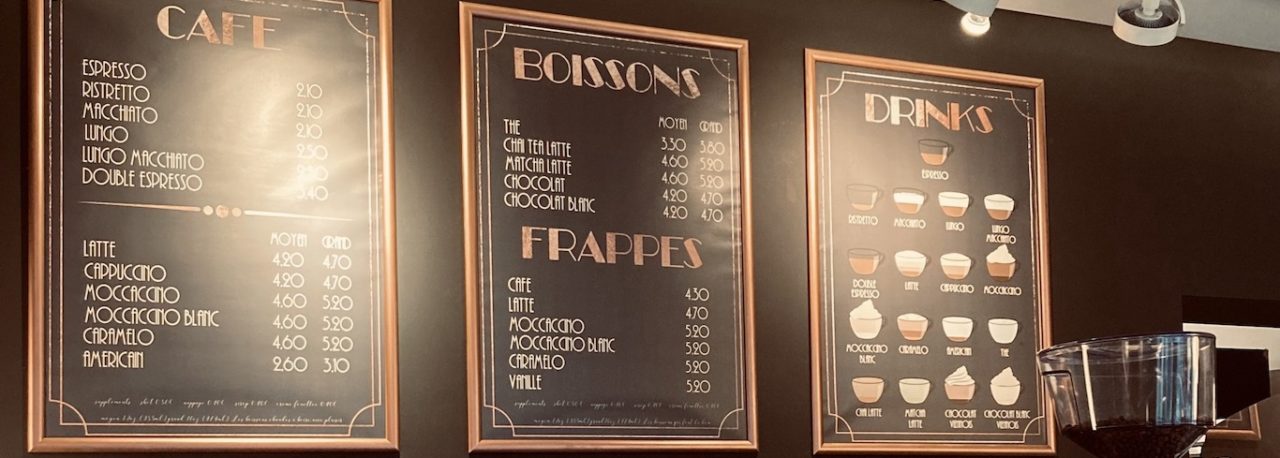 CAFE
ESPRESSO 2.10
RISTRETTO 2.10
MACCHIATO 2.10
LUNGO 2.50
LUNGO MACCHIATO
DOUBLE ESPRESSO 3.40
MOYEN GRAND
LATTE 4.20 4.70
CAPPUCCINO 4.20 4.70
MOCCACCINO 4.60 5.20
MOCCACCINO BLANC 4.60 5.20
CARAMELO 4.60 5.20
AMERICAIN 2.60 3.10
BOISSONS
MOYEN GRAND
THE 3.30 3.80
CHAI TEA LATTE 4.60 5.20
MATCHA LATTE 4.60 5.20
CHOCOLAT 4.20 4.70
CHOCOLAT BLANC 4.20 4.70
FRAPPES
CAFE 4.30
LATTE 4.70
MOCCACCINO 5.20
MOCCACCINO BLANC 5.20
CARAMELO 5.20
VANILLE 5.20
DRINKS
ESPRESSO
RISTRETTO MACCHIATO LUNGO LUNGO MACCHIATO
DOUBLE ESPRESSO LATTE CAPPUCCINO MOCCACCINO
MOCCACCINO BLANC CARAMELO AMERICAIN THE
CHAI LATTE MATCHA LATTE CHOCOLAT VIENNOIS CHOCOLAT BLANC VIENNOIS